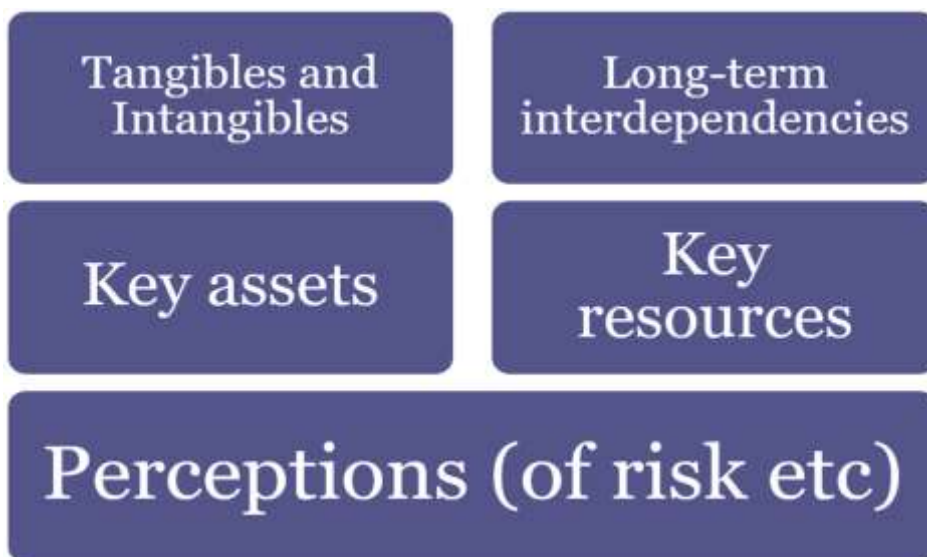 Tangibles and
Intangibles
Long-term
interdependencies
Key assets
Key
resources
Perceptions (of risk etc)